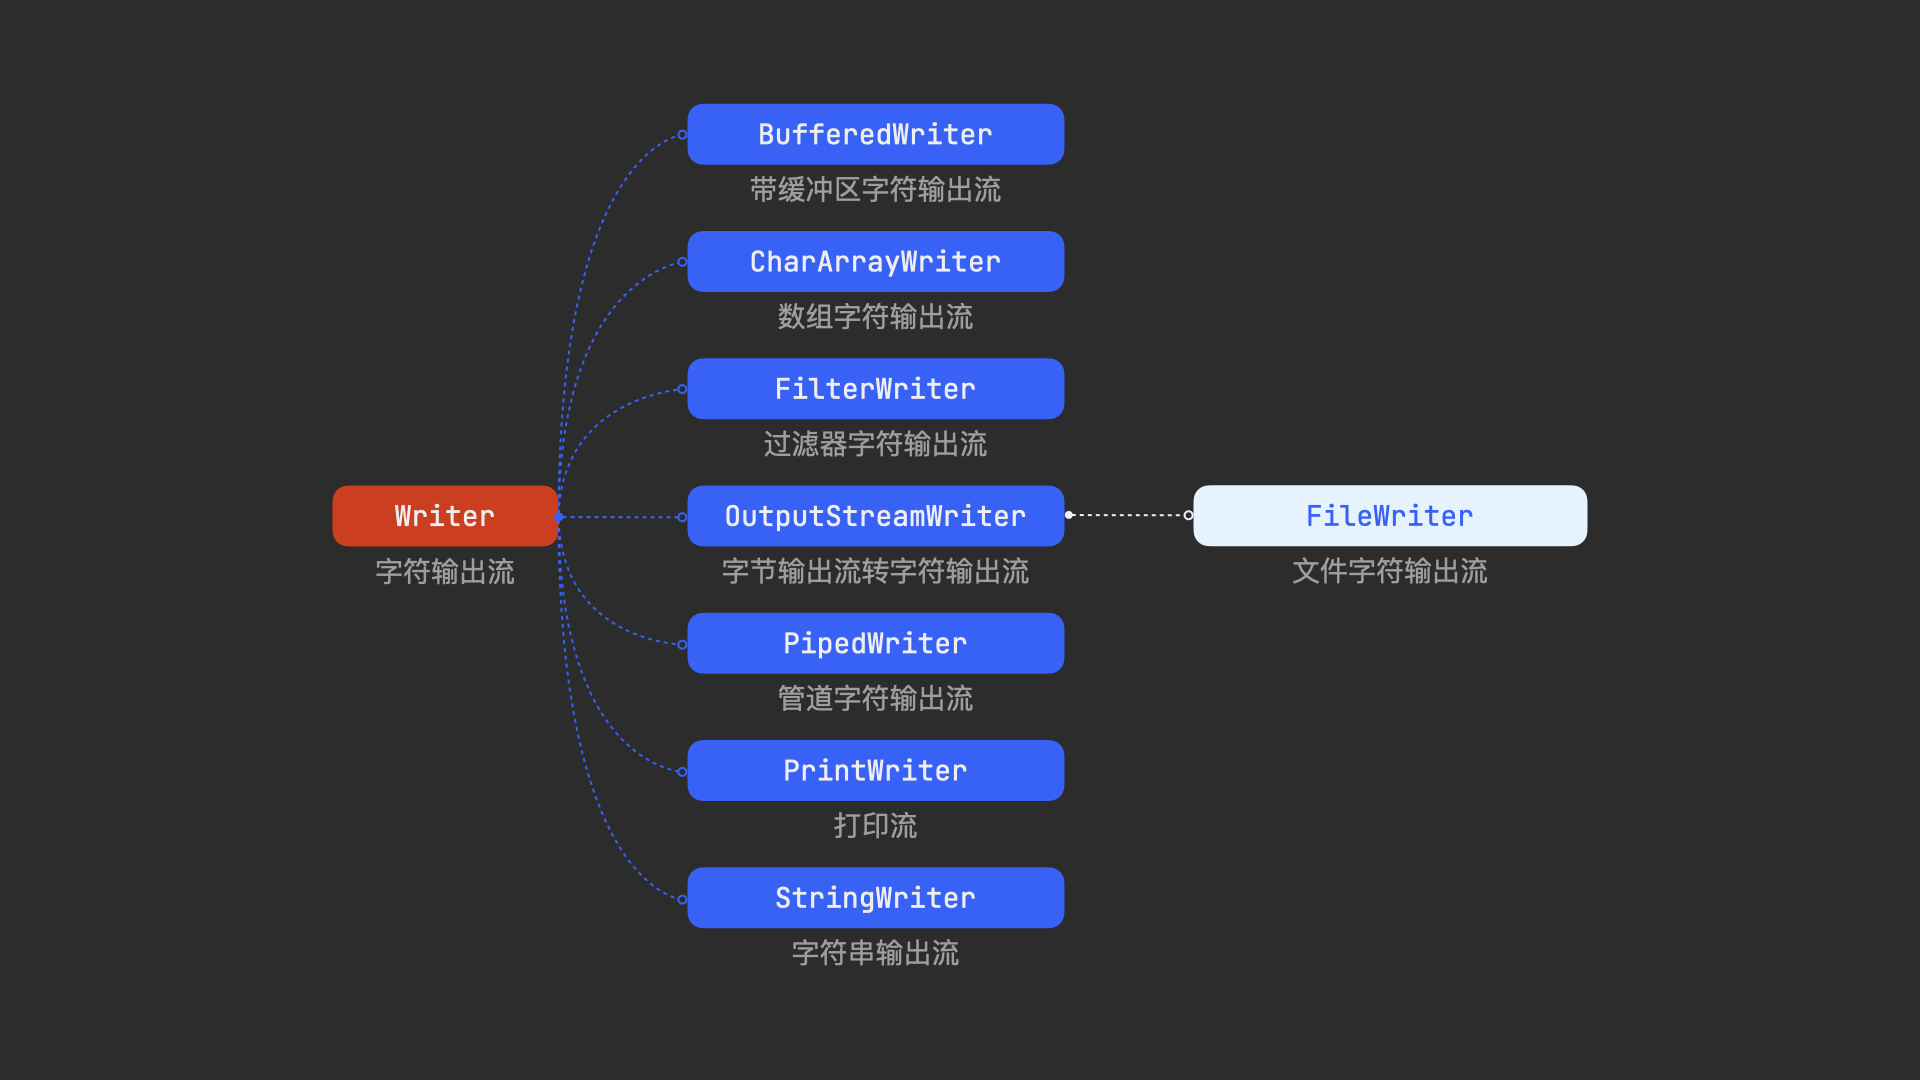 Writer
字符输出流
BufferedWriter
带缓冲区字符输出流
CharArrayWriter
数组字符输出流
FilterWriter
过滤器字符输出流
OutputStreamWriter
字节输出流转字符输出流
FileWriter
文件字符输出流
PipedWriter
管道字符输出流
PrintWriter
打印流
StringWriter
字符串输出流